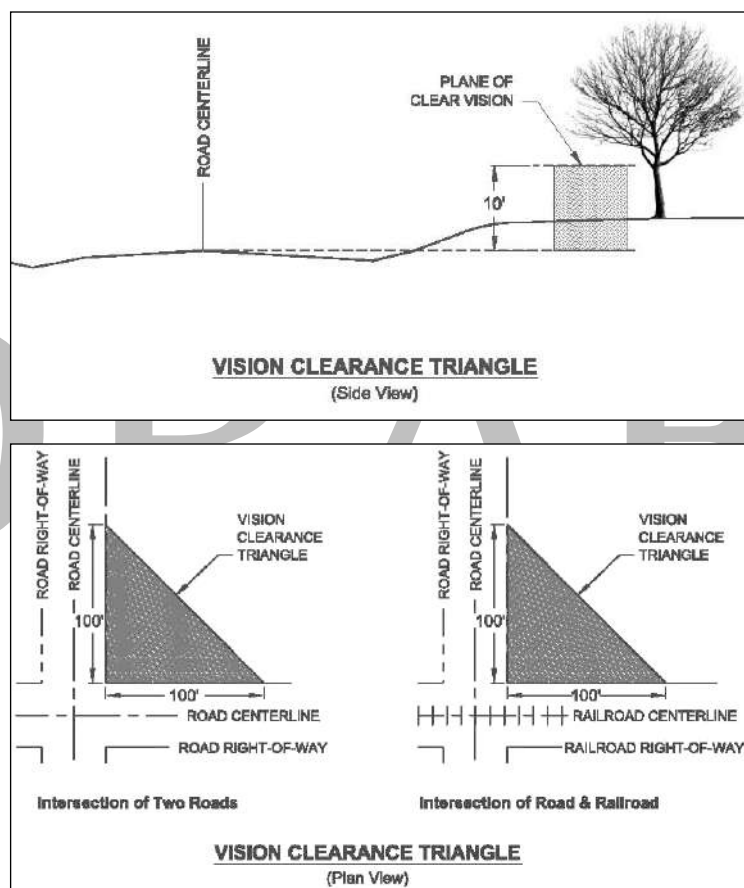 ROAD CENTERLINE
PLANE OF
CLEAR VISION
10'
VISION CLEARANCE TRIANGLE
(Side View)
ROAD RIGHT-OF-WAY
ROAD CENTERLINE
VISION
CLEARANCE
TRIANGLE
100'
100'
ROAD CENTERLINE
ROAD RIGHT-OF-WAY
Intersection of Two Roads
ROAD RIGHT-OF-WAY
ROAD CENTERLINE
VISION
CLEARANCE
TRIANGLE
100'
100'
RAILROAD CENTERLINE
RAILROAD RIGHT-OF-WAY
Intersection of Road & Railroad
VISION CLEARANCE TRIANGLE
(Plan View)